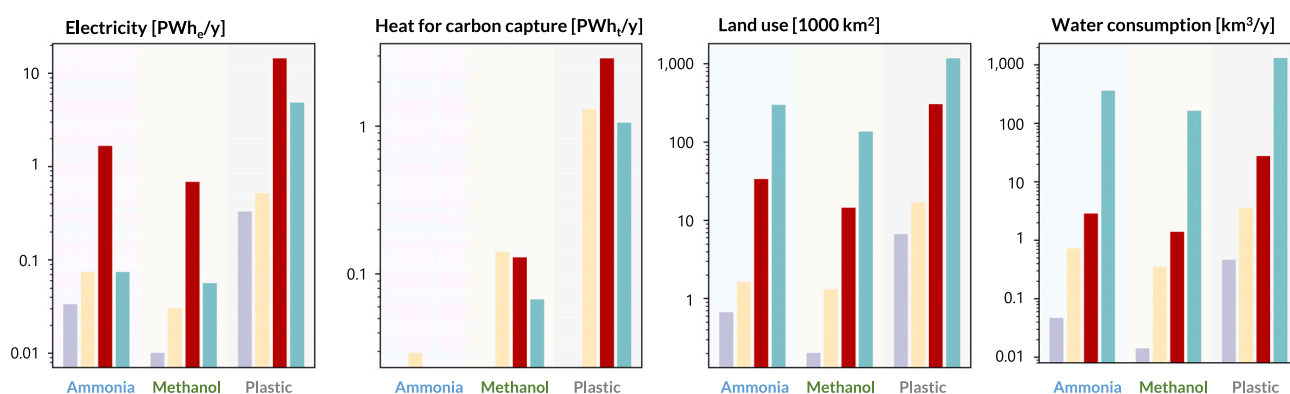 Electricity [PWhₑ/y]
10
1
0.1
0.01
Ammonia Methanol Plastic
Heat for carbon capture [PWhₜ/y]
1
0.1
Ammonia Methanol Plastic
Land use [1000 km²]
1,000
100
10
1
Ammonia Methanol Plastic
Water consumption [km³/y]
1,000
100
10
1
0.1
0.01
Ammonia Methanol Plastic